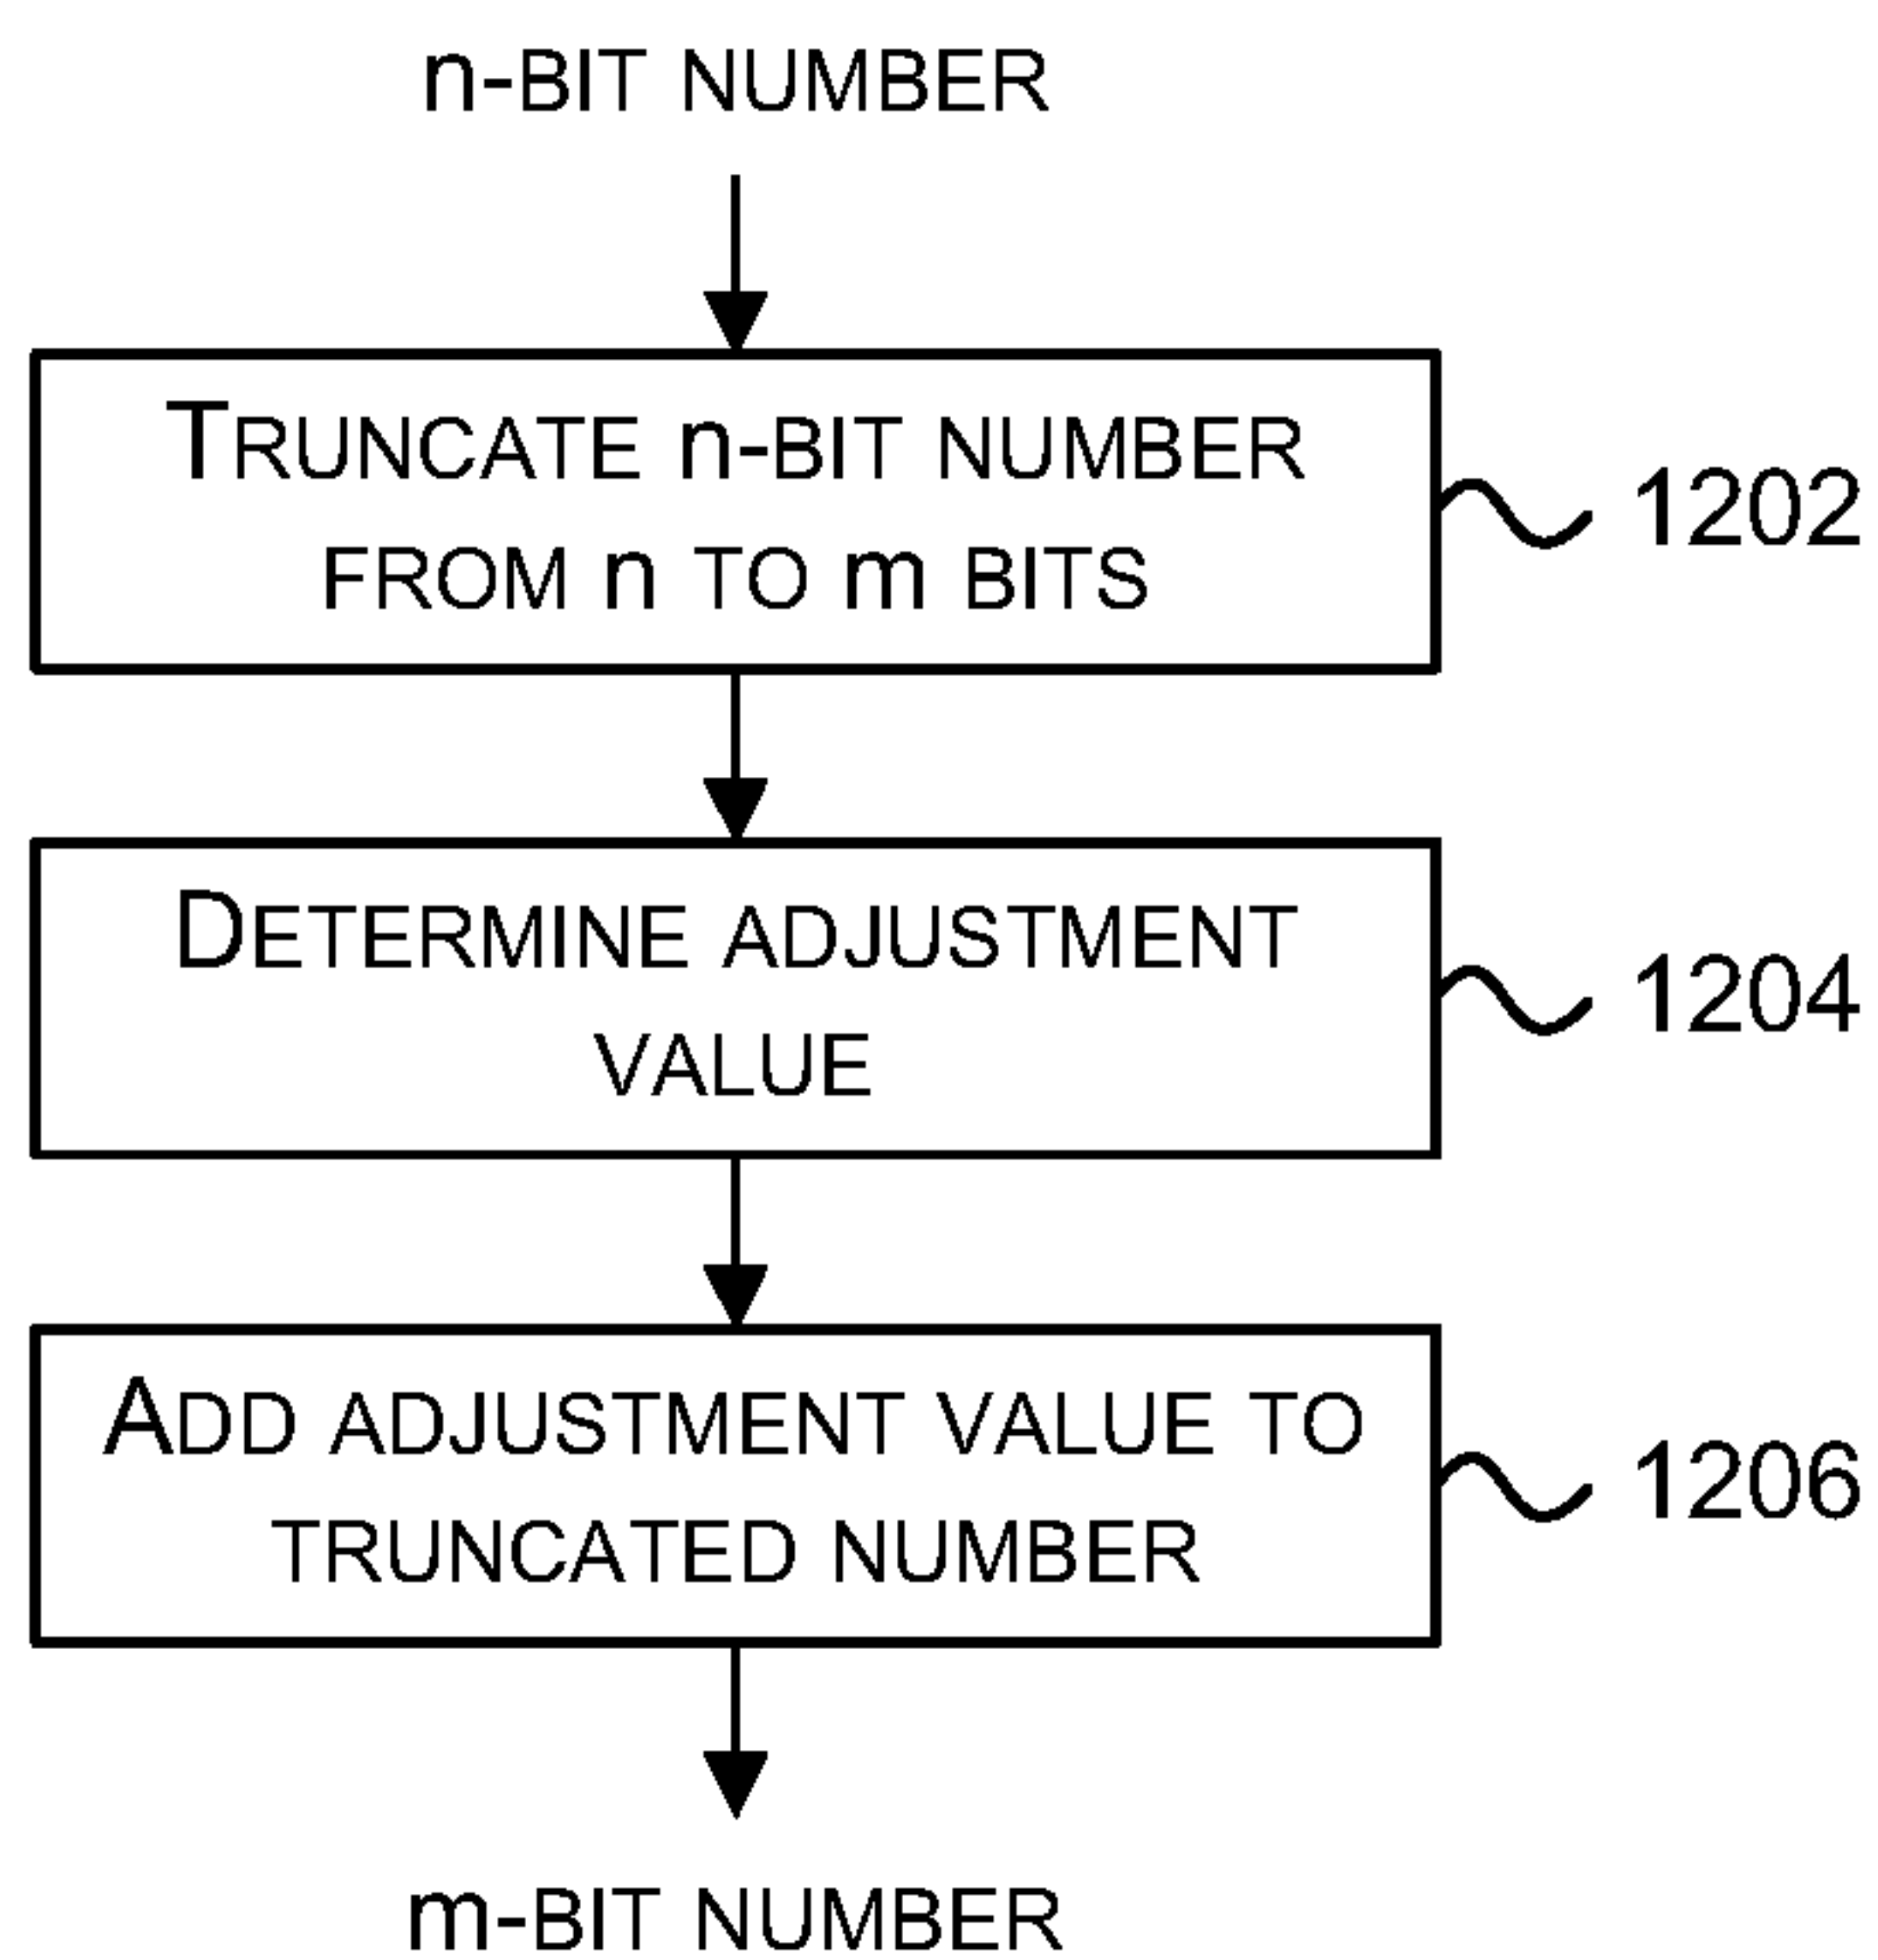 n-BIT NUMBER
TRUNCATE n-BIT NUMBER
FROM n TO m BITS
1202
DETERMINE ADJUSTMENT
VALUE
1204
ADD ADJUSTMENT VALUE TO
TRUNCATED NUMBER
1206
m-BIT NUMBER